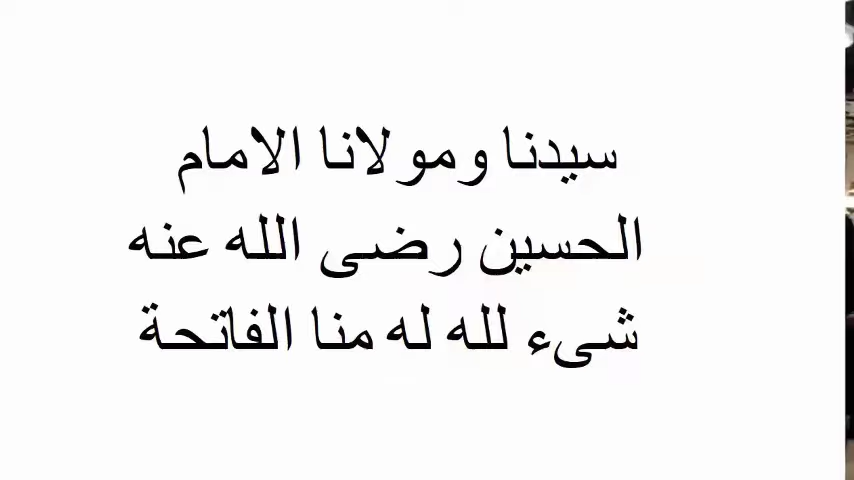 سيدنا ومولانا الامام
الحسين رضى الله عنه
شىء لله له منا الفاتحة